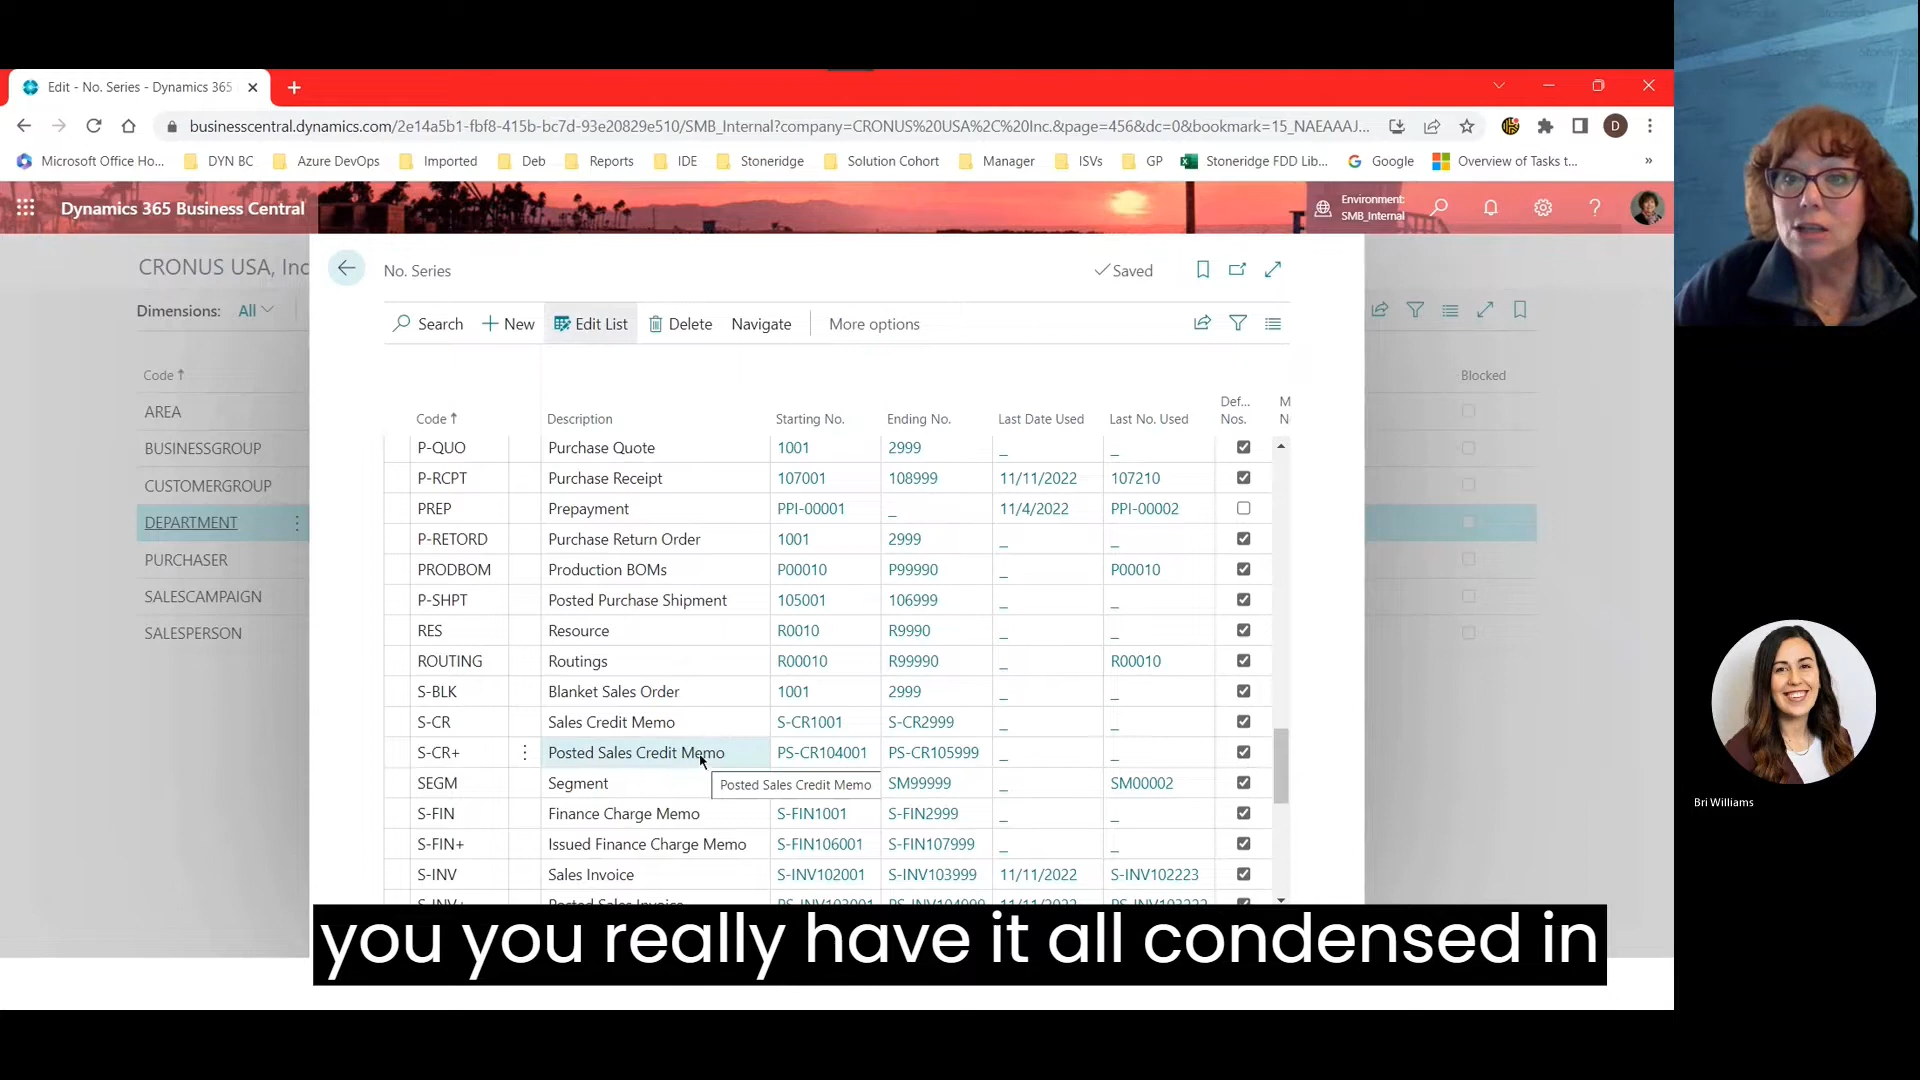 Edit - No. Series - Dynamics 365
businesscentral.dynamics.com/2e14a5b1-fbf8-415b-bc7d-93e20829e510/SMB_Internal?company=CRONUS%20USA%2C%20Inc.&page=456&dc=0&bookmark=15_NAEAAAJ... D
Microsoft Office Ho... DYN BC Azure DevOps Imported Deb Reports IDE Stoneridge Solution Cohort Manager ISVs GP Stoneridge FDD Lib... Google Overview of Tasks t... »
Dynamics 365 Business Central Environment: SMB_Internal
CRONUS USA, Inc
Dimensions: All
Code ↑ Blocked
AREA
BUSINESSGROUP
CUSTOMERGROUP
DEPARTMENT
PURCHASER
SALESCAMPAIGN
SALESPERSON
No. Series ✓Saved
Search + New Edit List Delete Navigate More options
Code ↑ Description Starting No. Ending No. Last Date Used Last No. Used Def... Nos. M N
P-QUO Purchase Quote 1001 2999 _ _
P-RCPT Purchase Receipt 107001 108999 11/11/2022 107210
PREP Prepayment PPI-00001 _ 11/4/2022 PPI-00002
P-RETORD Purchase Return Order 1001 2999 _ _
PRODBOM Production BOMs P00010 P99990 _ P00010
P-SHPT Posted Purchase Shipment 105001 106999 _ _
RES Resource R0010 R9990 _ _
ROUTING Routings R00010 R99990 _ R00010
S-BLK Blanket Sales Order 1001 2999 _ _
S-CR Sales Credit Memo S-CR1001 S-CR2999 _ _
S-CR+ Posted Sales Credit Memo PS-CR104001 PS-CR105999 _ _
SEGM Segment SM99999 _ SM00002
Posted Sales Credit Memo
S-FIN Finance Charge Memo S-FIN1001 S-FIN2999 _ _
S-FIN+ Issued Finance Charge Memo S-FIN106001 S-FIN107999 _ _
S-INV Sales Invoice S-INV102001 S-INV103999 11/11/2022 S-INV102223
you you really have it all condensed in
Bri Williams